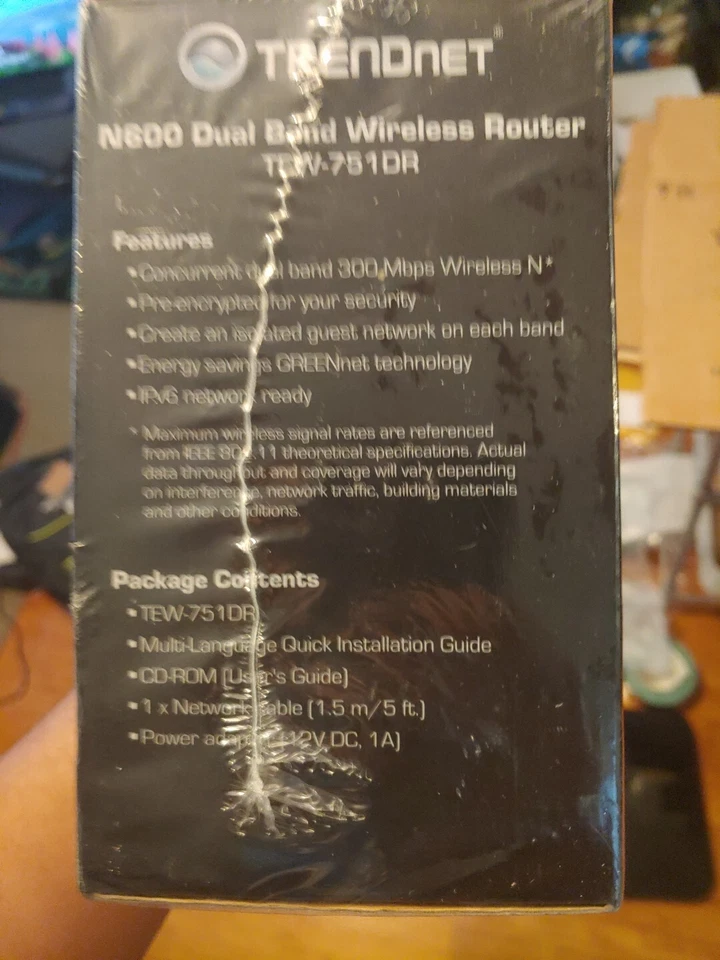 TRENDnet®
N600 Dual Band Wireless Router
TEW-751DR
Features
▪ Concurrent dual band 300 Mbps Wireless N*
▪ Pre-encrypted for your security
▪ Create an isolated guest network on each band
▪ Energy savings GREENnet technology
▪ IPv6 network ready
* Maximum wireless signal rates are referenced
from IEEE 802.11 theoretical specifications. Actual
data throughput and coverage will vary depending
on interference, network traffic, building materials
and other conditions.
Package Contents
▪ TEW-751DR
▪ Multi-Language Quick Installation Guide
▪ CD-ROM (User's Guide)
▪ 1 x Network cable (1.5 m/5 ft.)
▪ Power adapter (12V DC, 1A)